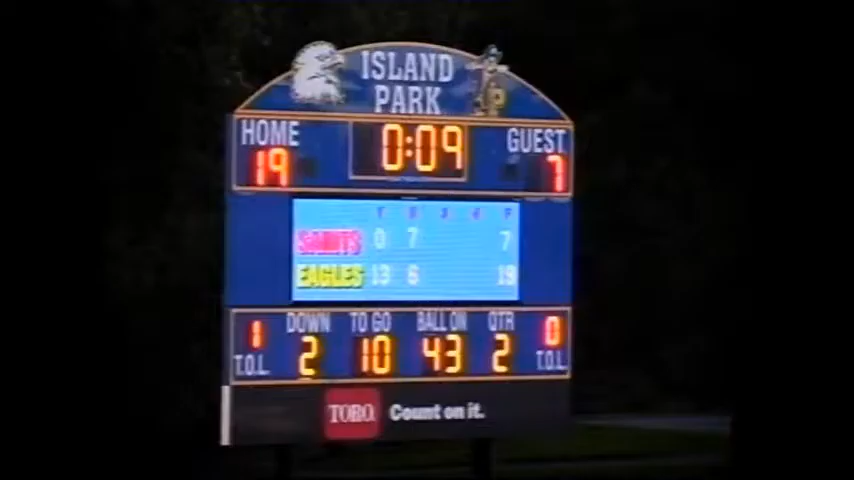 ISLAND
PARK
HOME 0:09 GUEST
19 7
1 2 3 4 F
SAINTS 0 7 7
EAGLES 13 6 19
1 DOWN TO GO BALL ON QTR 0
T.O.L. 2 10 43 2 T.O.L.
TORO Count on it.